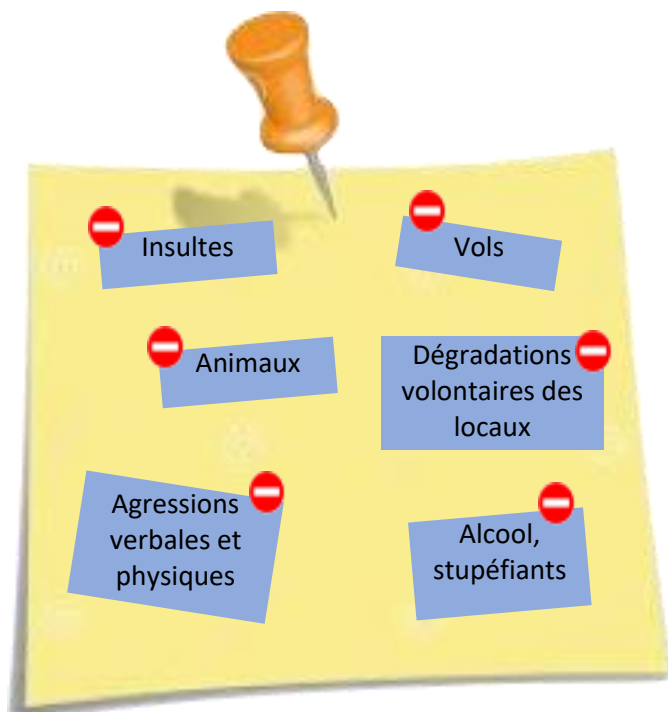 Insultes
Vols
Animaux
Dégradations
volontaires des
locaux
Agressions
verbales et
physiques
Alcool,
stupéfiants